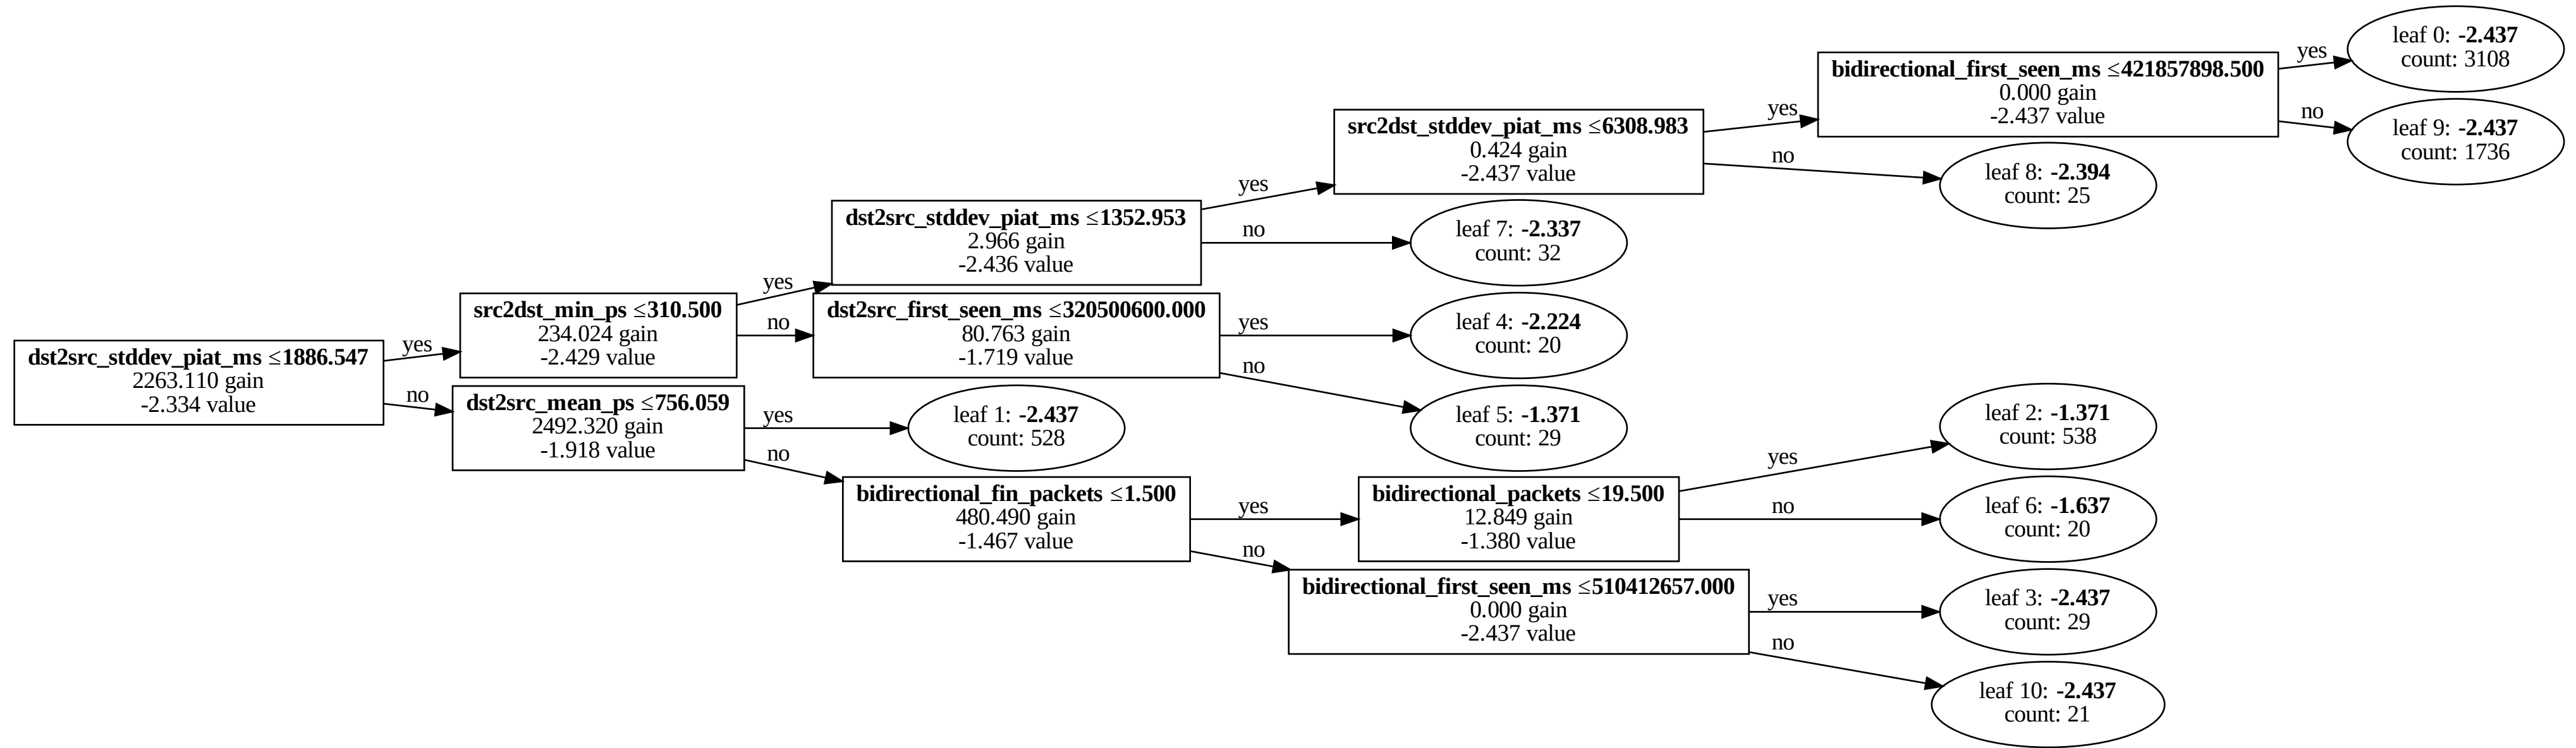 dst2src_stddev_piat_ms ≤1886.547
2263.110 gain
-2.334 value
yes
no
src2dst_min_ps ≤310.500
234.024 gain
-2.429 value
yes
no
dst2src_mean_ps ≤756.059
2492.320 gain
-1.918 value
yes
no
dst2src_stddev_piat_ms ≤1352.953
2.966 gain
-2.436 value
yes
no
dst2src_first_seen_ms ≤320500600.000
80.763 gain
-1.719 value
yes
no
leaf 1: -2.437
count: 528
bidirectional_fin_packets ≤1.500
480.490 gain
-1.467 value
yes
no
src2dst_stddev_piat_ms ≤6308.983
0.424 gain
-2.437 value
yes
no
leaf 7: -2.337
count: 32
leaf 4: -2.224
count: 20
leaf 5: -1.371
count: 29
bidirectional_packets ≤19.500
12.849 gain
-1.380 value
yes
no
bidirectional_first_seen_ms ≤510412657.000
0.000 gain
-2.437 value
yes
no
bidirectional_first_seen_ms ≤421857898.500
0.000 gain
-2.437 value
yes
no
leaf 8: -2.394
count: 25
leaf 2: -1.371
count: 538
leaf 6: -1.637
count: 20
leaf 3: -2.437
count: 29
leaf 10: -2.437
count: 21
leaf 0: -2.437
count: 3108
leaf 9: -2.437
count: 1736